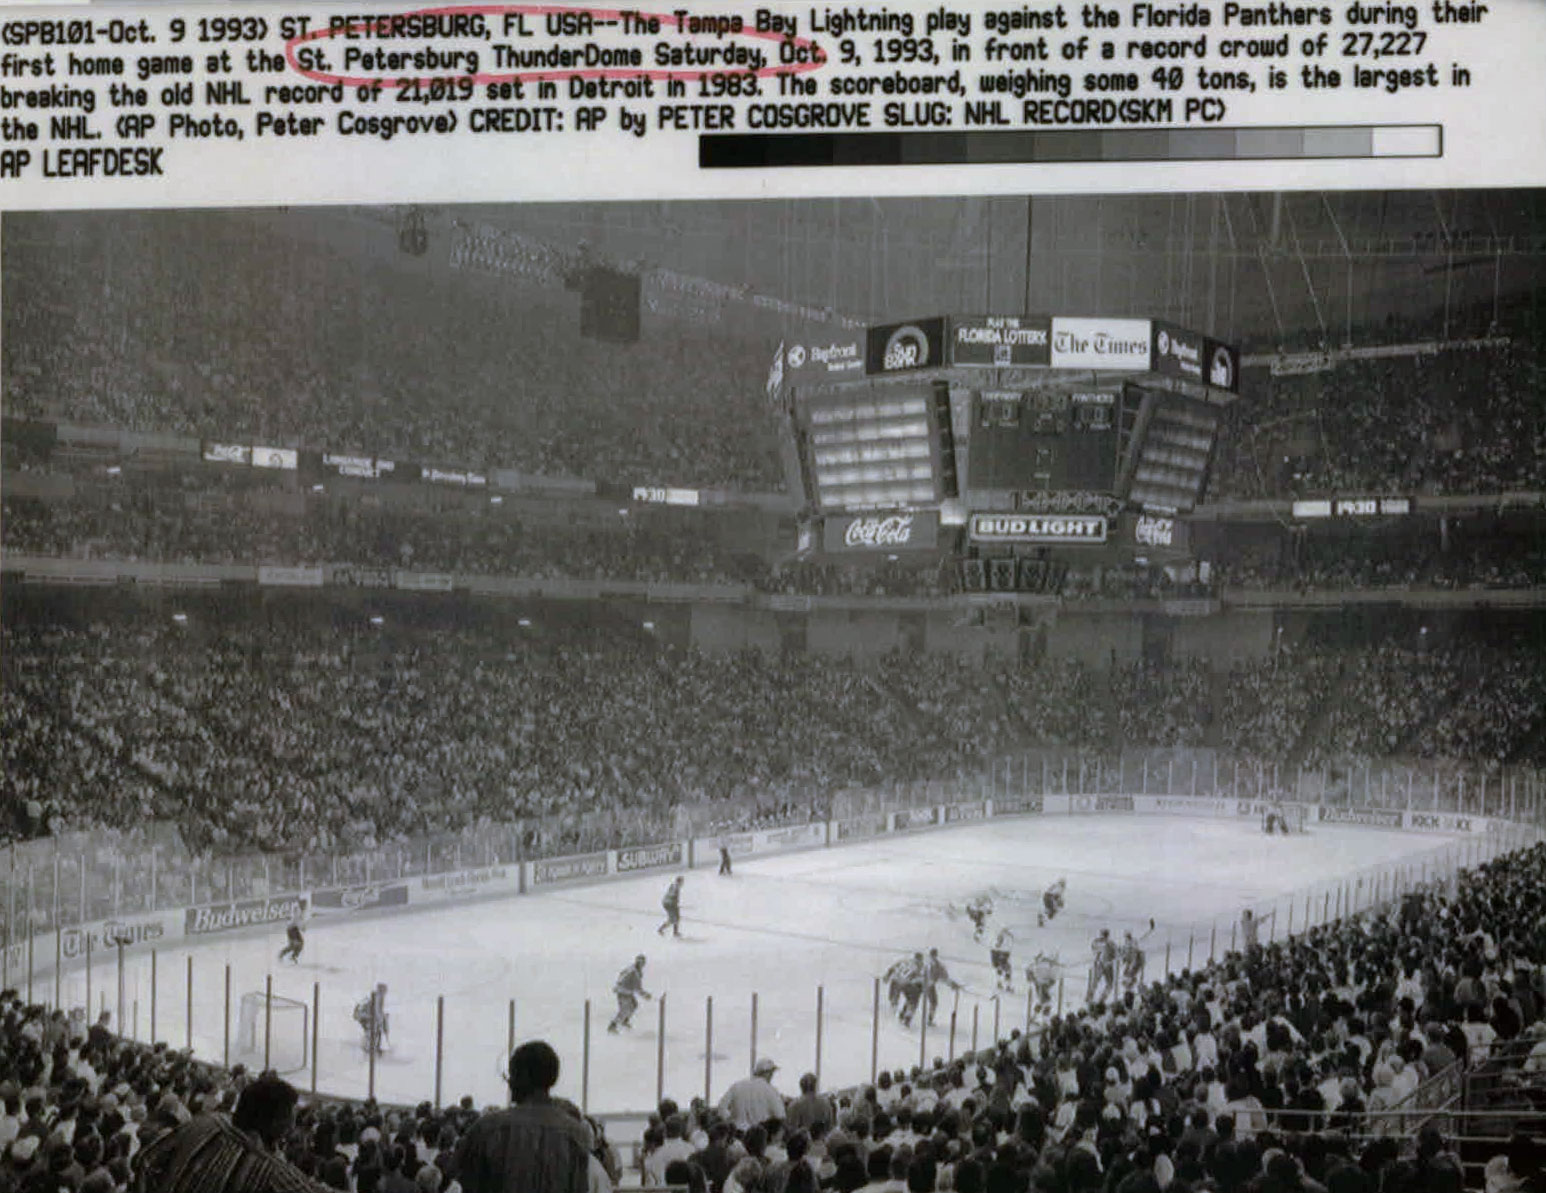 (SPB101-Oct. 9 1993) ST. PETERSBURG, FL USA--The Tampa Bay Lightning play against the Florida Panthers during their
first home game at the St. Petersburg ThunderDome Saturday, Oct. 9, 1993, in front of a record crowd of 27,227
breaking the old NHL record of 21,019 set in Detroit in 1983. The scoreboard, weighing some 40 tons, is the largest in
the NHL. (AP Photo, Peter Cosgrove) CREDIT: AP by PETER COSGROVE SLUG: NHL RECORD(SKM PC)
AP LEAFDESK
FLORIDA LOTTERY
The Times
Coca-Cola
BUD LIGHT
Coca-Cola
The Times
Budweiser
SUBWAY
Budweiser